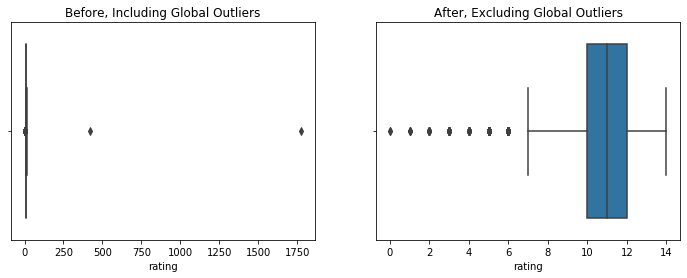 Before, Including Global Outliers
0 250 500 750 1000 1250 1500 1750
rating
After, Excluding Global Outliers
0 2 4 6 8 10 12 14
rating